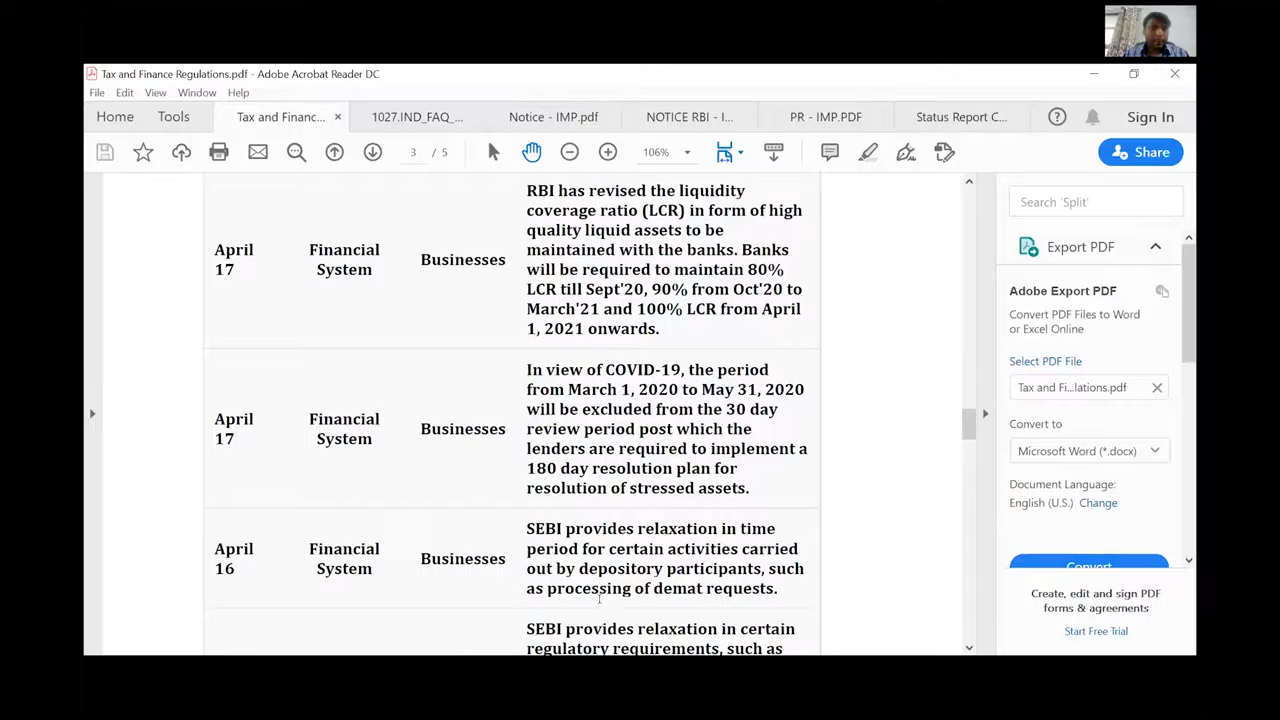 Tax and Finance Regulations.pdf - Adobe Acrobat Reader DC
File Edit View Window Help
Home Tools Tax and Financ... × 1027.IND_FAQ_... Notice - IMP.pdf NOTICE RBI - I... PR - IMP.PDF Status Report C... Sign In
3 / 5 106% Share
RBI has revised the liquidity
coverage ratio (LCR) in form of high
quality liquid assets to be
maintained with the banks. Banks
will be required to maintain 80%
LCR till Sept'20, 90% from Oct'20 to
March'21 and 100% LCR from April
1, 2021 onwards.
April
17
Financial
System
Businesses
In view of COVID-19, the period
from March 1, 2020 to May 31, 2020
will be excluded from the 30 day
review period post which the
lenders are required to implement a
180 day resolution plan for
resolution of stressed assets.
April
17
Financial
System
Businesses
SEBI provides relaxation in time
period for certain activities carried
out by depository participants, such
as processing of demat requests.
April
16
Financial
System
Businesses
SEBI provides relaxation in certain
regulatory requirements, such as
Search 'Split'
Export PDF
Adobe Export PDF
Convert PDF Files to Word
or Excel Online
Select PDF File
Tax and Fi...lations.pdf
Convert to
Microsoft Word (*.docx)
Document Language:
English (U.S.) Change
Convert
Create, edit and sign PDF
forms & agreements
Start Free Trial